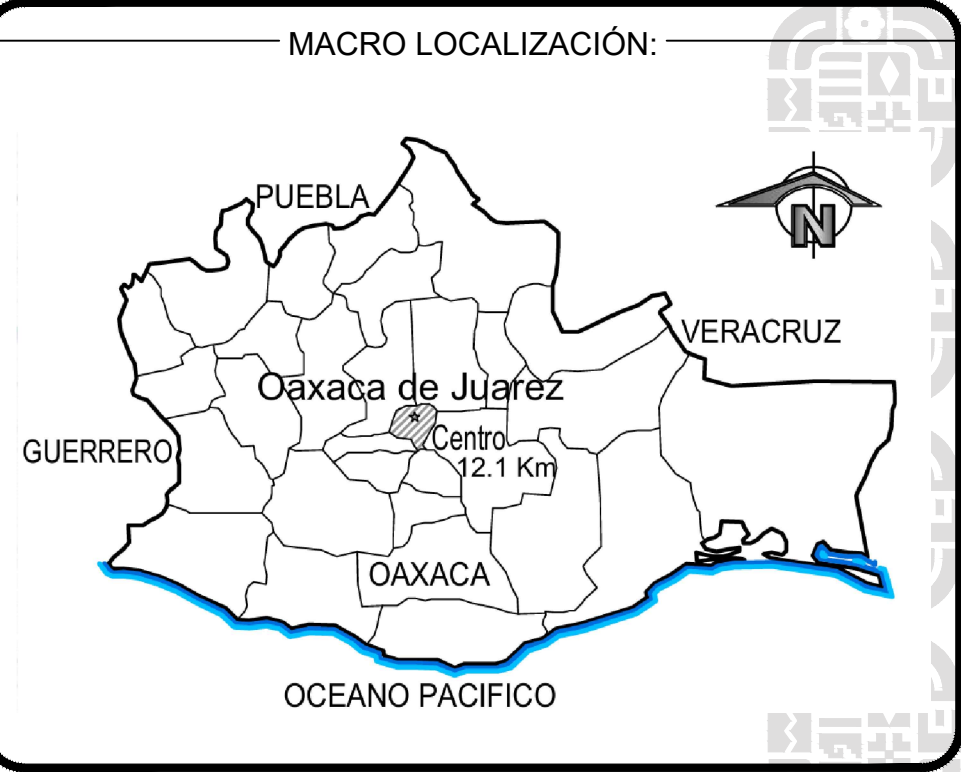 MACRO LOCALIZACIÓN:
PUEBLA
N
VERACRUZ
Oaxaca de Juarez
GUERRERO
Centro
12.1 Km
OAXACA
OCEANO PACIFICO